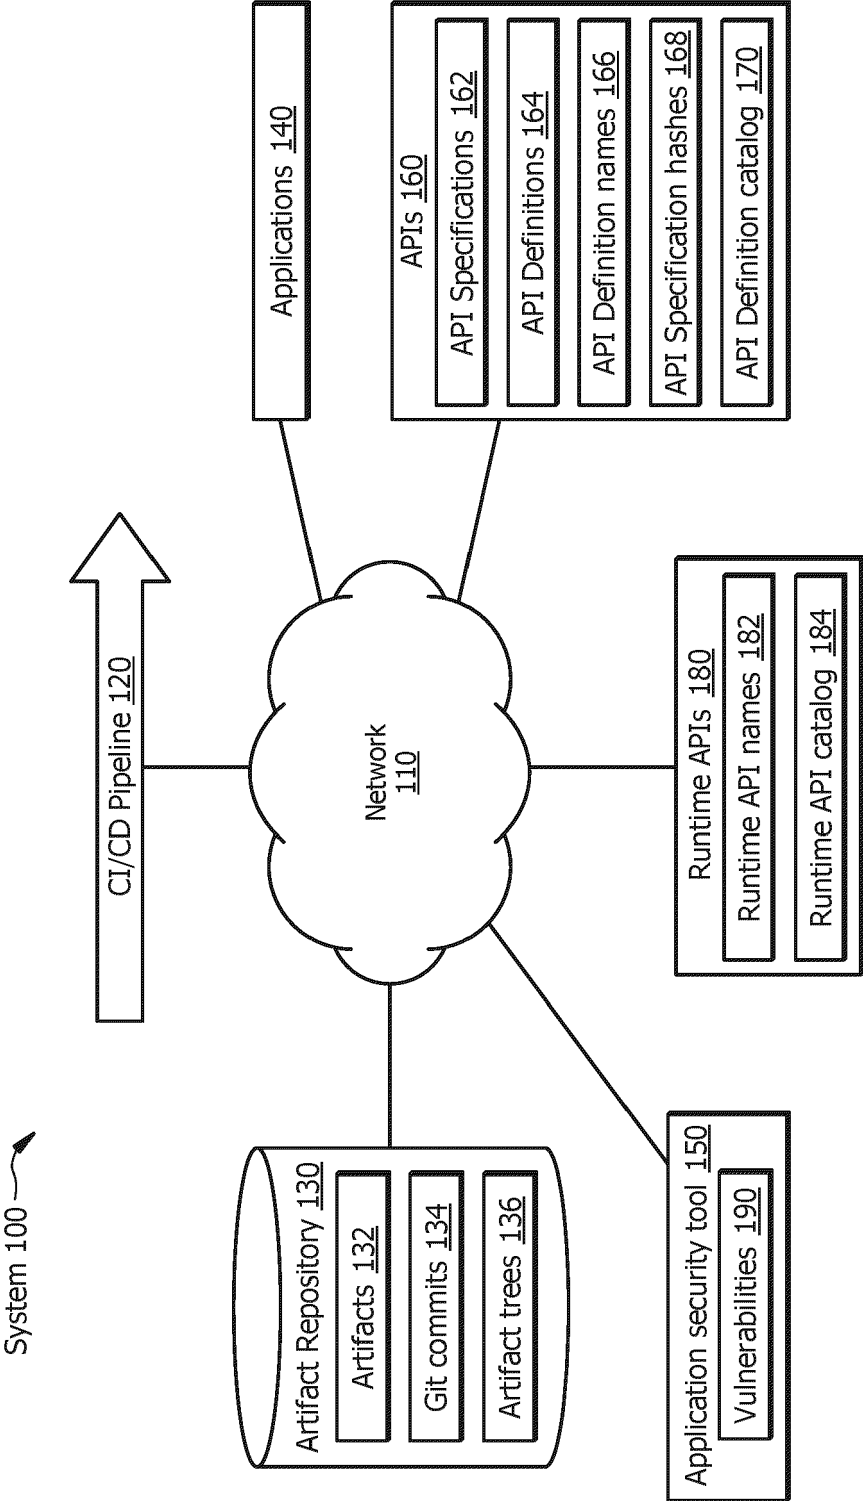 System 100
CI/CD Pipeline 120
Artifact Repository 130
Artifacts 132
Git commits 134
Artifact trees 136
Network
110
Applications 140
APIs 160
API Specifications 162
API Definitions 164
API Definition names 166
API Specification hashes 168
API Definition catalog 170
Application security tool 150
Vulnerabilities 190
Runtime APIs 180
Runtime API names 182
Runtime API catalog 184